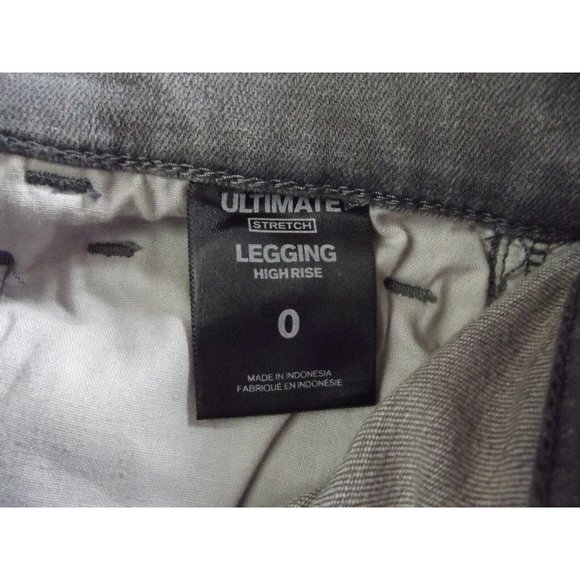 ULTIMATE
STRETCH
LEGGING
HIGH RISE
0
MADE IN INDONESIA
FABRIQUÉ EN INDONÉSIE